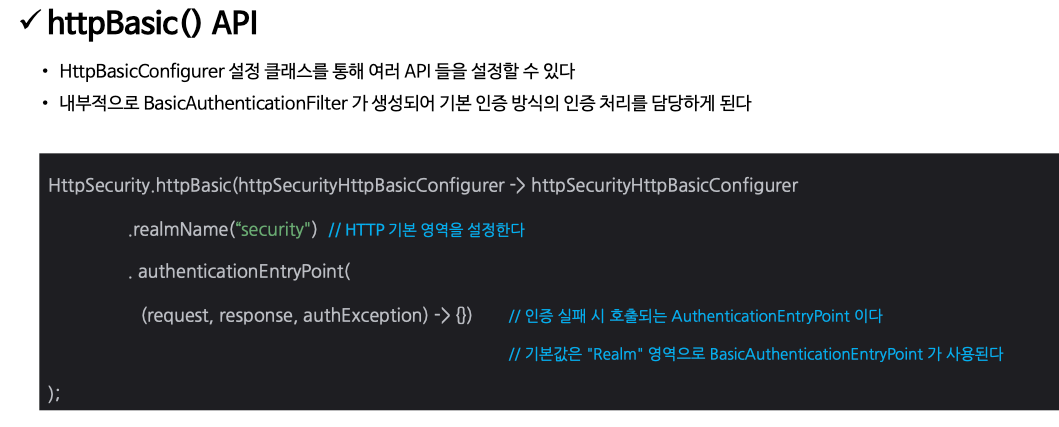 ✓ httpBasic() API
• HttpBasicConfigurer 설정 클래스를 통해 여러 API 들을 설정할 수 있다
• 내부적으로 BasicAuthenticationFilter 가 생성되어 기본 인증 방식의 인증 처리를 담당하게 된다
HttpSecurity.httpBasic(httpSecurityHttpBasicConfigurer -> httpSecurityHttpBasicConfigurer
.realmName(“security") // HTTP 기본 영역을 설정한다
. authenticationEntryPoint(
(request, response, authException) -> {}) // 인증 실패 시 호출되는 AuthenticationEntryPoint 이다
// 기본값은 "Realm" 영역으로 BasicAuthenticationEntryPoint 가 사용된다
);